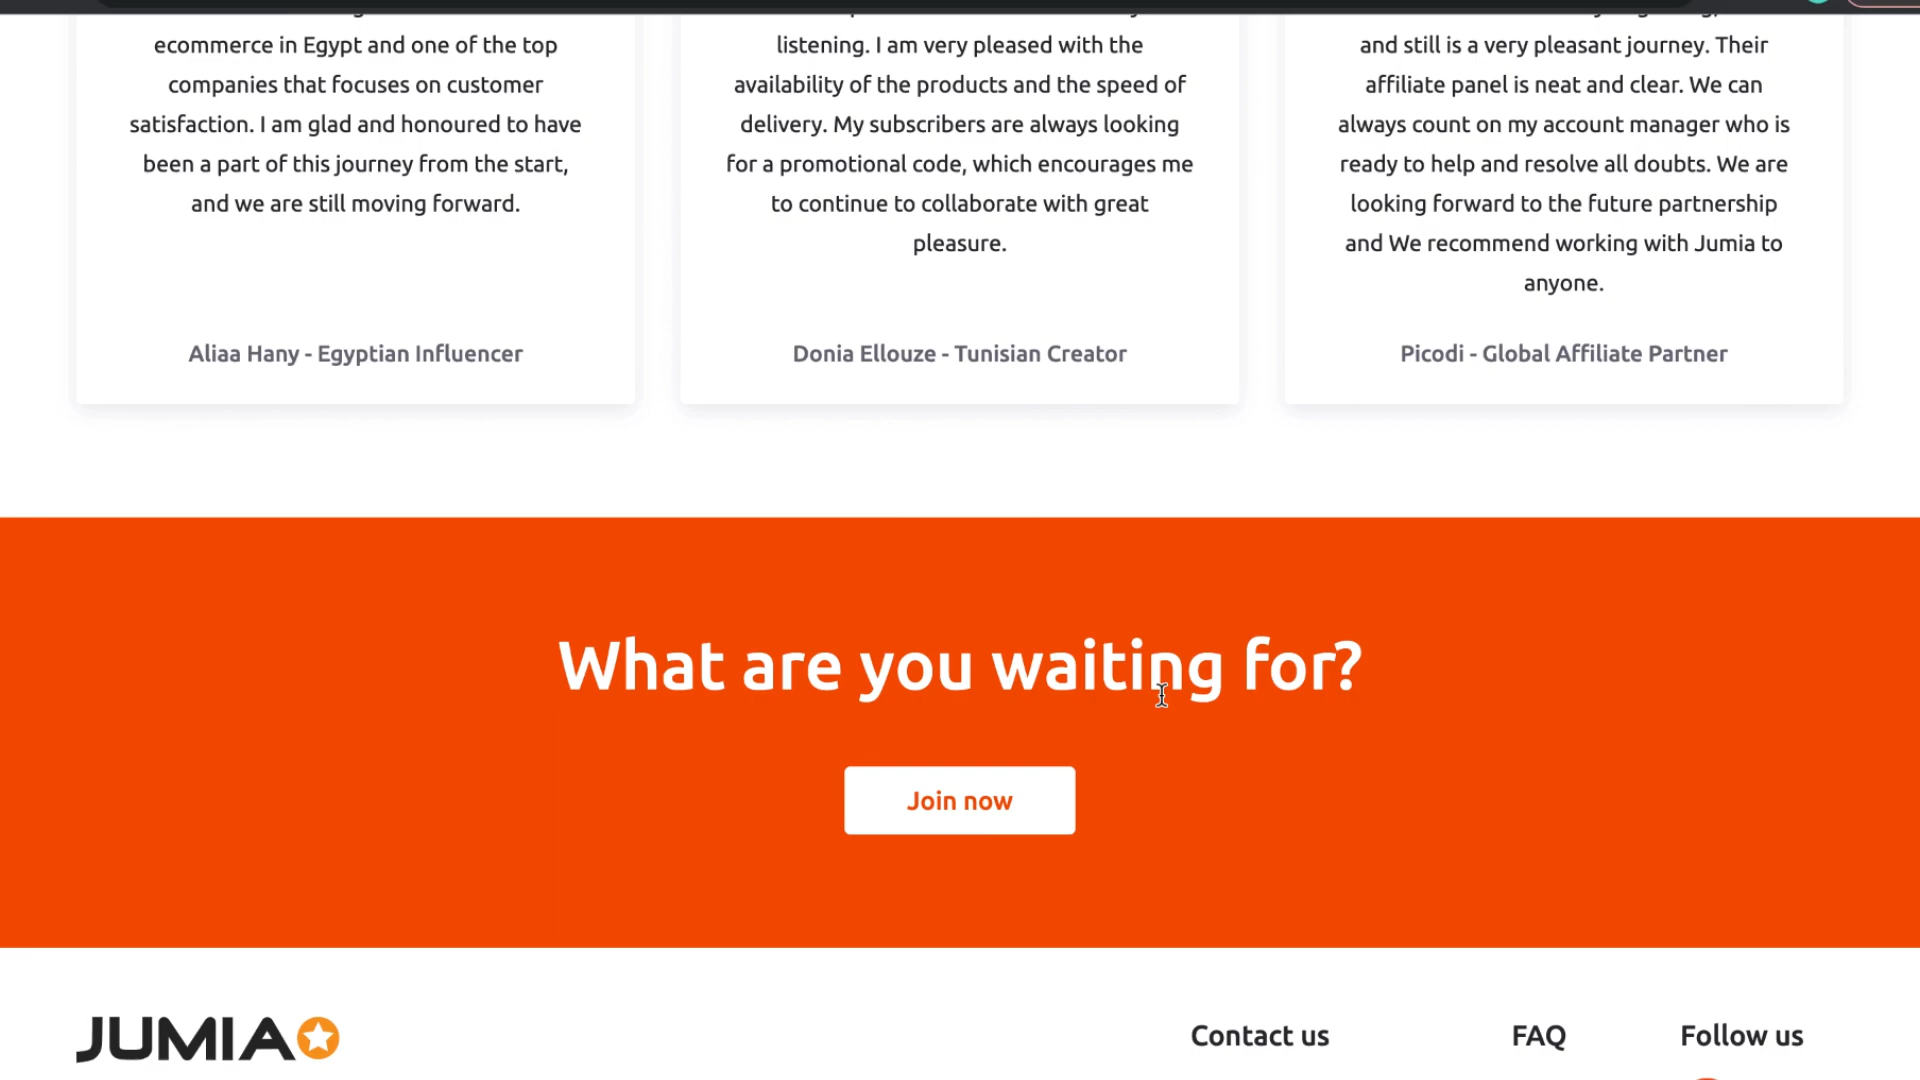 ecommerce in Egypt and one of the top
companies that focuses on customer
satisfaction. I am glad and honoured to have
been a part of this journey from the start,
and we are still moving forward.
Aliaa Hany - Egyptian Influencer
listening. I am very pleased with the
availability of the products and the speed of
delivery. My subscribers are always looking
for a promotional code, which encourages me
to continue to collaborate with great
pleasure.
Donia Ellouze - Tunisian Creator
and still is a very pleasant journey. Their
affiliate panel is neat and clear. We can
always count on my account manager who is
ready to help and resolve all doubts. We are
looking forward to the future partnership
and We recommend working with Jumia to
anyone.
Picodi - Global Affiliate Partner
What are you waiting for?
Join now
JUMIA
Contact us
FAQ
Follow us